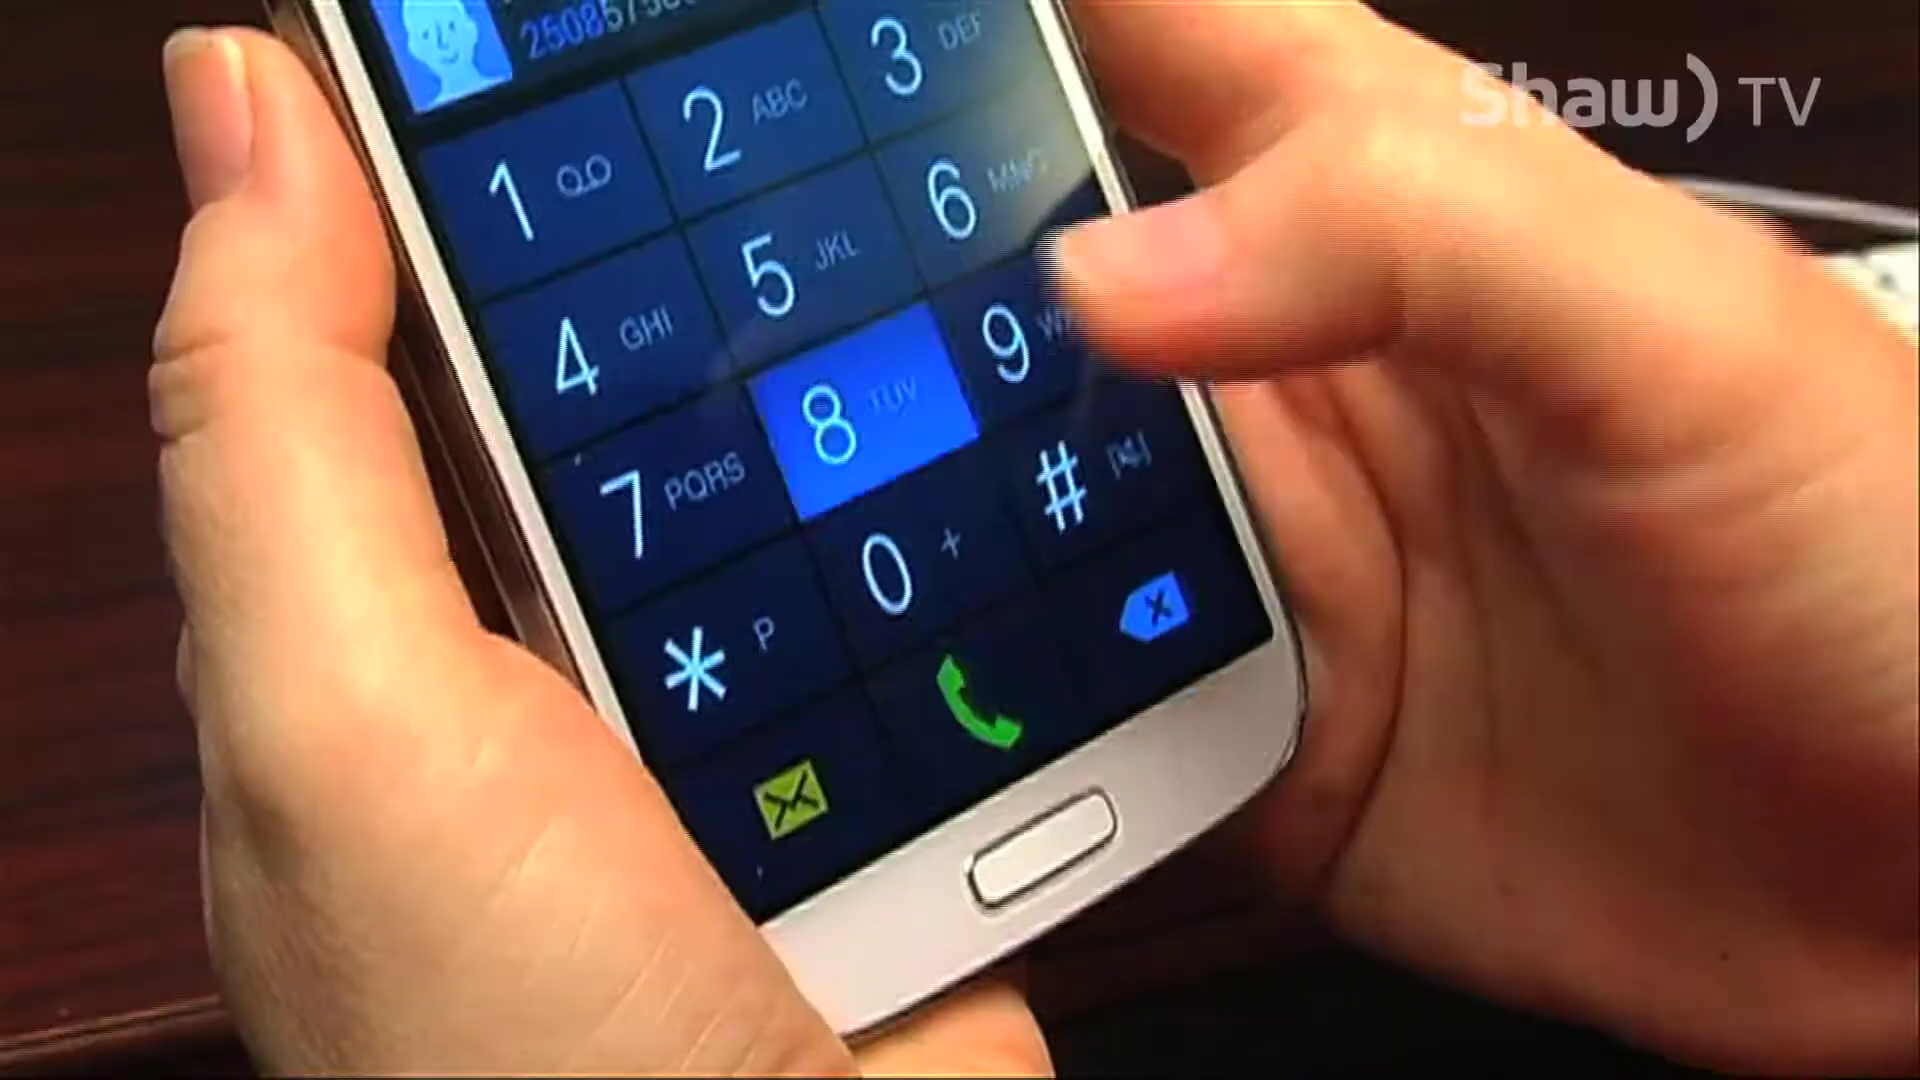 Shaw) TV
2508575
1
2 ABC
3 DEF
4 GHI
5 JKL
6 MNO
7 PQRS
8 TUV
9
* P
0 +
#